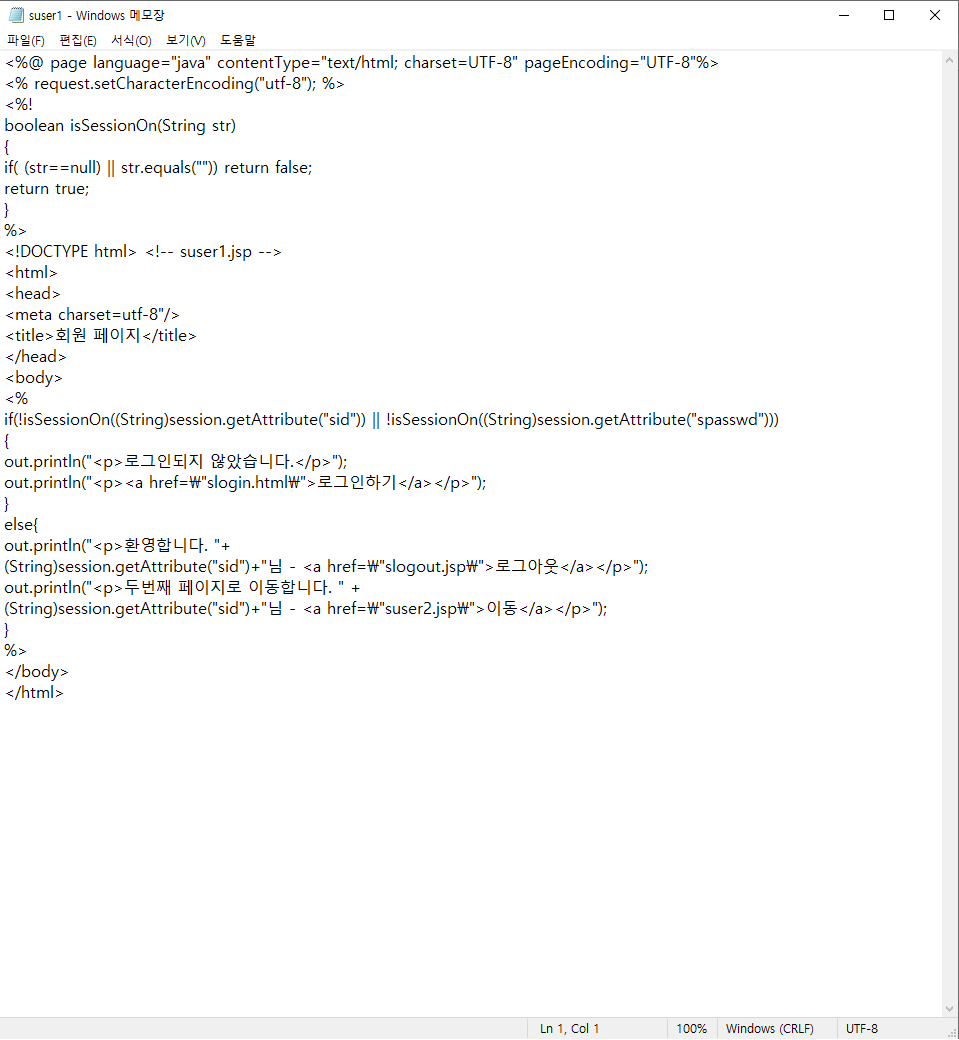 suser1 - Windows 메모장
파일(F) 편집(E) 서식(O) 보기(V) 도움말
<%@ page language="java" contentType="text/html; charset=UTF-8" pageEncoding="UTF-8"%>
<% request.setCharacterEncoding("utf-8"); %>
<%!
boolean isSessionOn(String str)
{
if( (str==null) || str.equals("")) return false;
return true;
}
%>
<!DOCTYPE html> <!-- suser1.jsp -->
<html>
<head>
<meta charset=utf-8"/>
<title>회원 페이지</title>
</head>
<body>
<%
if(!isSessionOn((String)session.getAttribute("sid")) || !isSessionOn((String)session.getAttribute("spasswd")))
{
out.println("<p>로그인되지 않았습니다.</p>");
out.println("<p><a href=₩"slogin.html₩">로그인하기</a></p>");
}
else{
out.println("<p>환영합니다. "+
(String)session.getAttribute("sid")+"님 - <a href=₩"slogout.jsp₩">로그아웃</a></p>");
out.println("<p>두번째 페이지로 이동합니다. " +
(String)session.getAttribute("sid")+"님 - <a href=₩"suser2.jsp₩">이동</a></p>");
}
%>
</body>
</html>
Ln 1, Col 1 100% Windows (CRLF) UTF-8